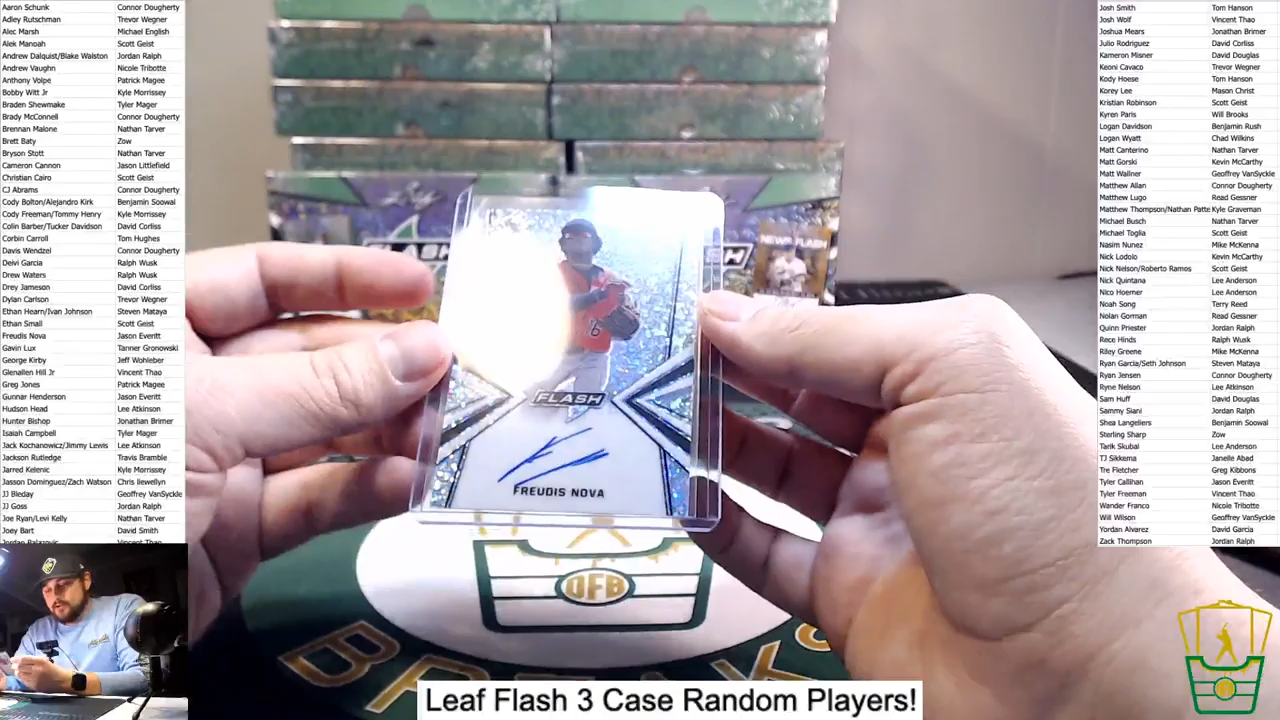 Aaron Schunk Connor Dougherty
Adley Rutschman Trevor Wegner
Alec Marsh Michael English
Alek Manoah Scott Geist
Andrew Dalquist/Blake Walston Jordan Ralph
Andrew Vaughn Nicole Tribotte
Anthony Volpe Patrick Magee
Bobby Witt Jr Kyle Morrissey
Braden Shewmake Tyler Mager
Brady McConnell Connor Dougherty
Brennan Malone Nathan Tarver
Brett Baty Zow
Bryson Stott Nathan Tarver
Cameron Cannon Jason Littlefield
Christian Cairo Scott Geist
CJ Abrams Connor Dougherty
Cody Bolton/Alejandro Kirk Benjamin Soowal
Cody Freeman/Tommy Henry Kyle Morrissey
Colin Barber/Tucker Davidson David Corliss
Corbin Carroll Tom Hughes
Davis Wendzel Connor Dougherty
Deivi Garcia Ralph Wusk
Drew Waters Ralph Wusk
Drey Jameson David Corliss
Dylan Carlson Trevor Wegner
Ethan Hearn/Ivan Johnson Steven Mataya
Ethan Small Scott Geist
Freudis Nova Jason Everitt
Gavin Lux Tanner Gronowski
George Kirby Jeff Wohleber
Glenallen Hill Jr Vincent Thao
Greg Jones Patrick Magee
Gunnar Henderson Jason Everitt
Hudson Head Lee Atkinson
Hunter Bishop Jonathan Brimer
Isaiah Campbell Tyler Mager
Jack Kochanowicz/Jimmy Lewis Lee Atkinson
Jackson Rutledge Travis Bramble
Jarred Kelenic Kyle Morrissey
Jasson Dominguez/Zach Watson Chris llewellyn
JJ Bleday Geoffrey VanSyckle
JJ Goss Jordan Ralph
Joe Ryan/Levi Kelly Nathan Tarver
Joey Bart David Smith
Jordan Balazovic Vincent Thao
NEWS FLASH
FLASH
FREUDIS NOVA
OFB
BREAKS
Leaf Flash 3 Case Random Players!
Josh Smith Tom Hanson
Josh Wolf Vincent Thao
Joshua Mears Jonathan Brimer
Julio Rodriguez David Corliss
Kameron Misner David Douglas
Keoni Cavaco Trevor Wegner
Kody Hoese Tom Hanson
Korey Lee Mason Christ
Kristian Robinson Scott Geist
Kyren Paris Will Brooks
Logan Davidson Benjamin Rush
Logan Wyatt Chad Wilkins
Matt Canterino Nathan Tarver
Matt Gorski Kevin McCarthy
Matt Wallner Geoffrey VanSyckle
Matthew Allan Connor Dougherty
Matthew Lugo Read Gessner
Matthew Thompson/Nathan Patte Kyle Graveman
Michael Busch Nathan Tarver
Michael Toglia Scott Geist
Nasim Nunez Mike McKenna
Nick Lodolo Kevin McCarthy
Nick Nelson/Roberto Ramos Scott Geist
Nick Quintana Lee Anderson
Nico Hoerner Lee Anderson
Noah Song Terry Reed
Nolan Gorman Read Gessner
Quinn Priester Jordan Ralph
Rece Hinds Ralph Wusk
Riley Greene Mike McKenna
Ryan Garcia/Seth Johnson Steven Mataya
Ryan Jensen Connor Dougherty
Ryne Nelson Lee Atkinson
Sam Huff David Douglas
Sammy Siani Jordan Ralph
Shea Langeliers Benjamin Soowal
Sterling Sharp Zow
Tarik Skubal Lee Anderson
TJ Sikkema Janelle Abad
Tre Fletcher Greg Kibbons
Tyler Callihan Jason Everitt
Tyler Freeman Vincent Thao
Wander Franco Nicole Tribotte
Will Wilson Geoffrey VanSyckle
Yordan Alvarez David Garcia
Zack Thompson Jordan Ralph